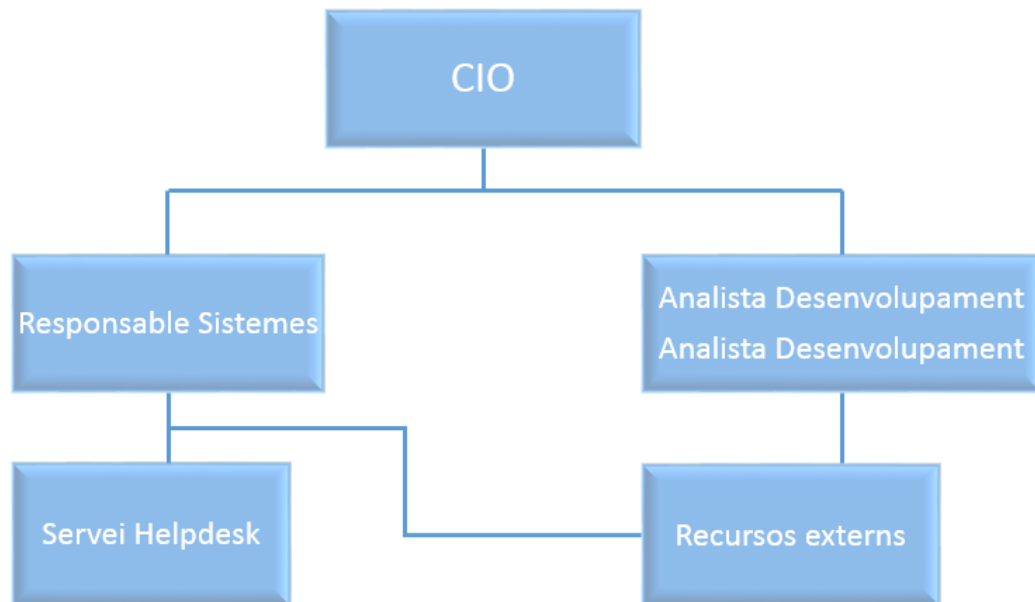 CIO
Responsable Sistemes
Analista Desenvolupament
Analista Desenvolupament
Servei Helpdesk
Recursos externs